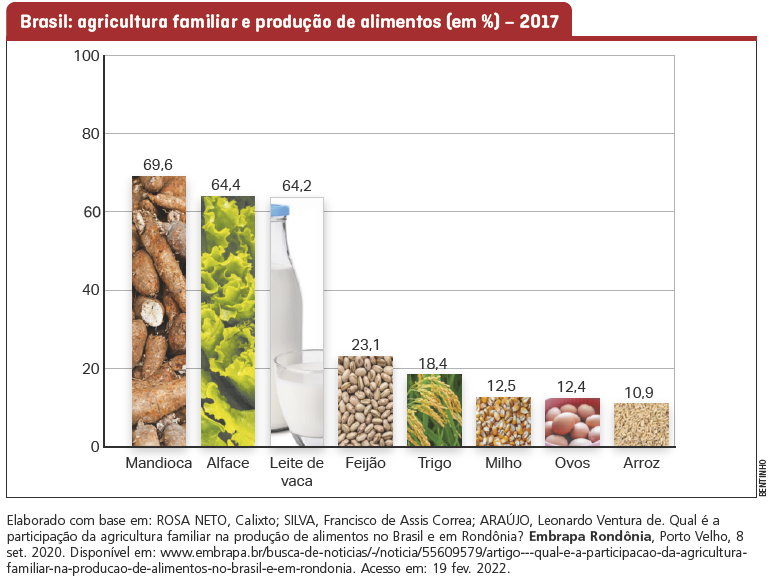 Brasil: agricultura familiar e produção de alimentos (em %) – 2017
100
80
60
40
20
0
69,6
64,4
64,2
23,1
18,4
12,5
12,4
10,9
Mandioca
Alface
Leite de
vaca
Feijão
Trigo
Milho
Ovos
Arroz
BENTINHO
Elaborado com base em: ROSA NETO, Calixto; SILVA, Francisco de Assis Correa; ARAÚJO, Leonardo Ventura de. Qual é a
participação da agricultura familiar na produção de alimentos no Brasil e em Rondônia? Embrapa Rondônia, Porto Velho, 8
set. 2020. Disponível em: www.embrapa.br/busca-de-noticias/-/noticia/55609579/artigo---qual-e-a-participacao-da-agricultura-
familiar-na-producao-de-alimentos-no-brasil-e-em-rondonia. Acesso em: 19 fev. 2022.